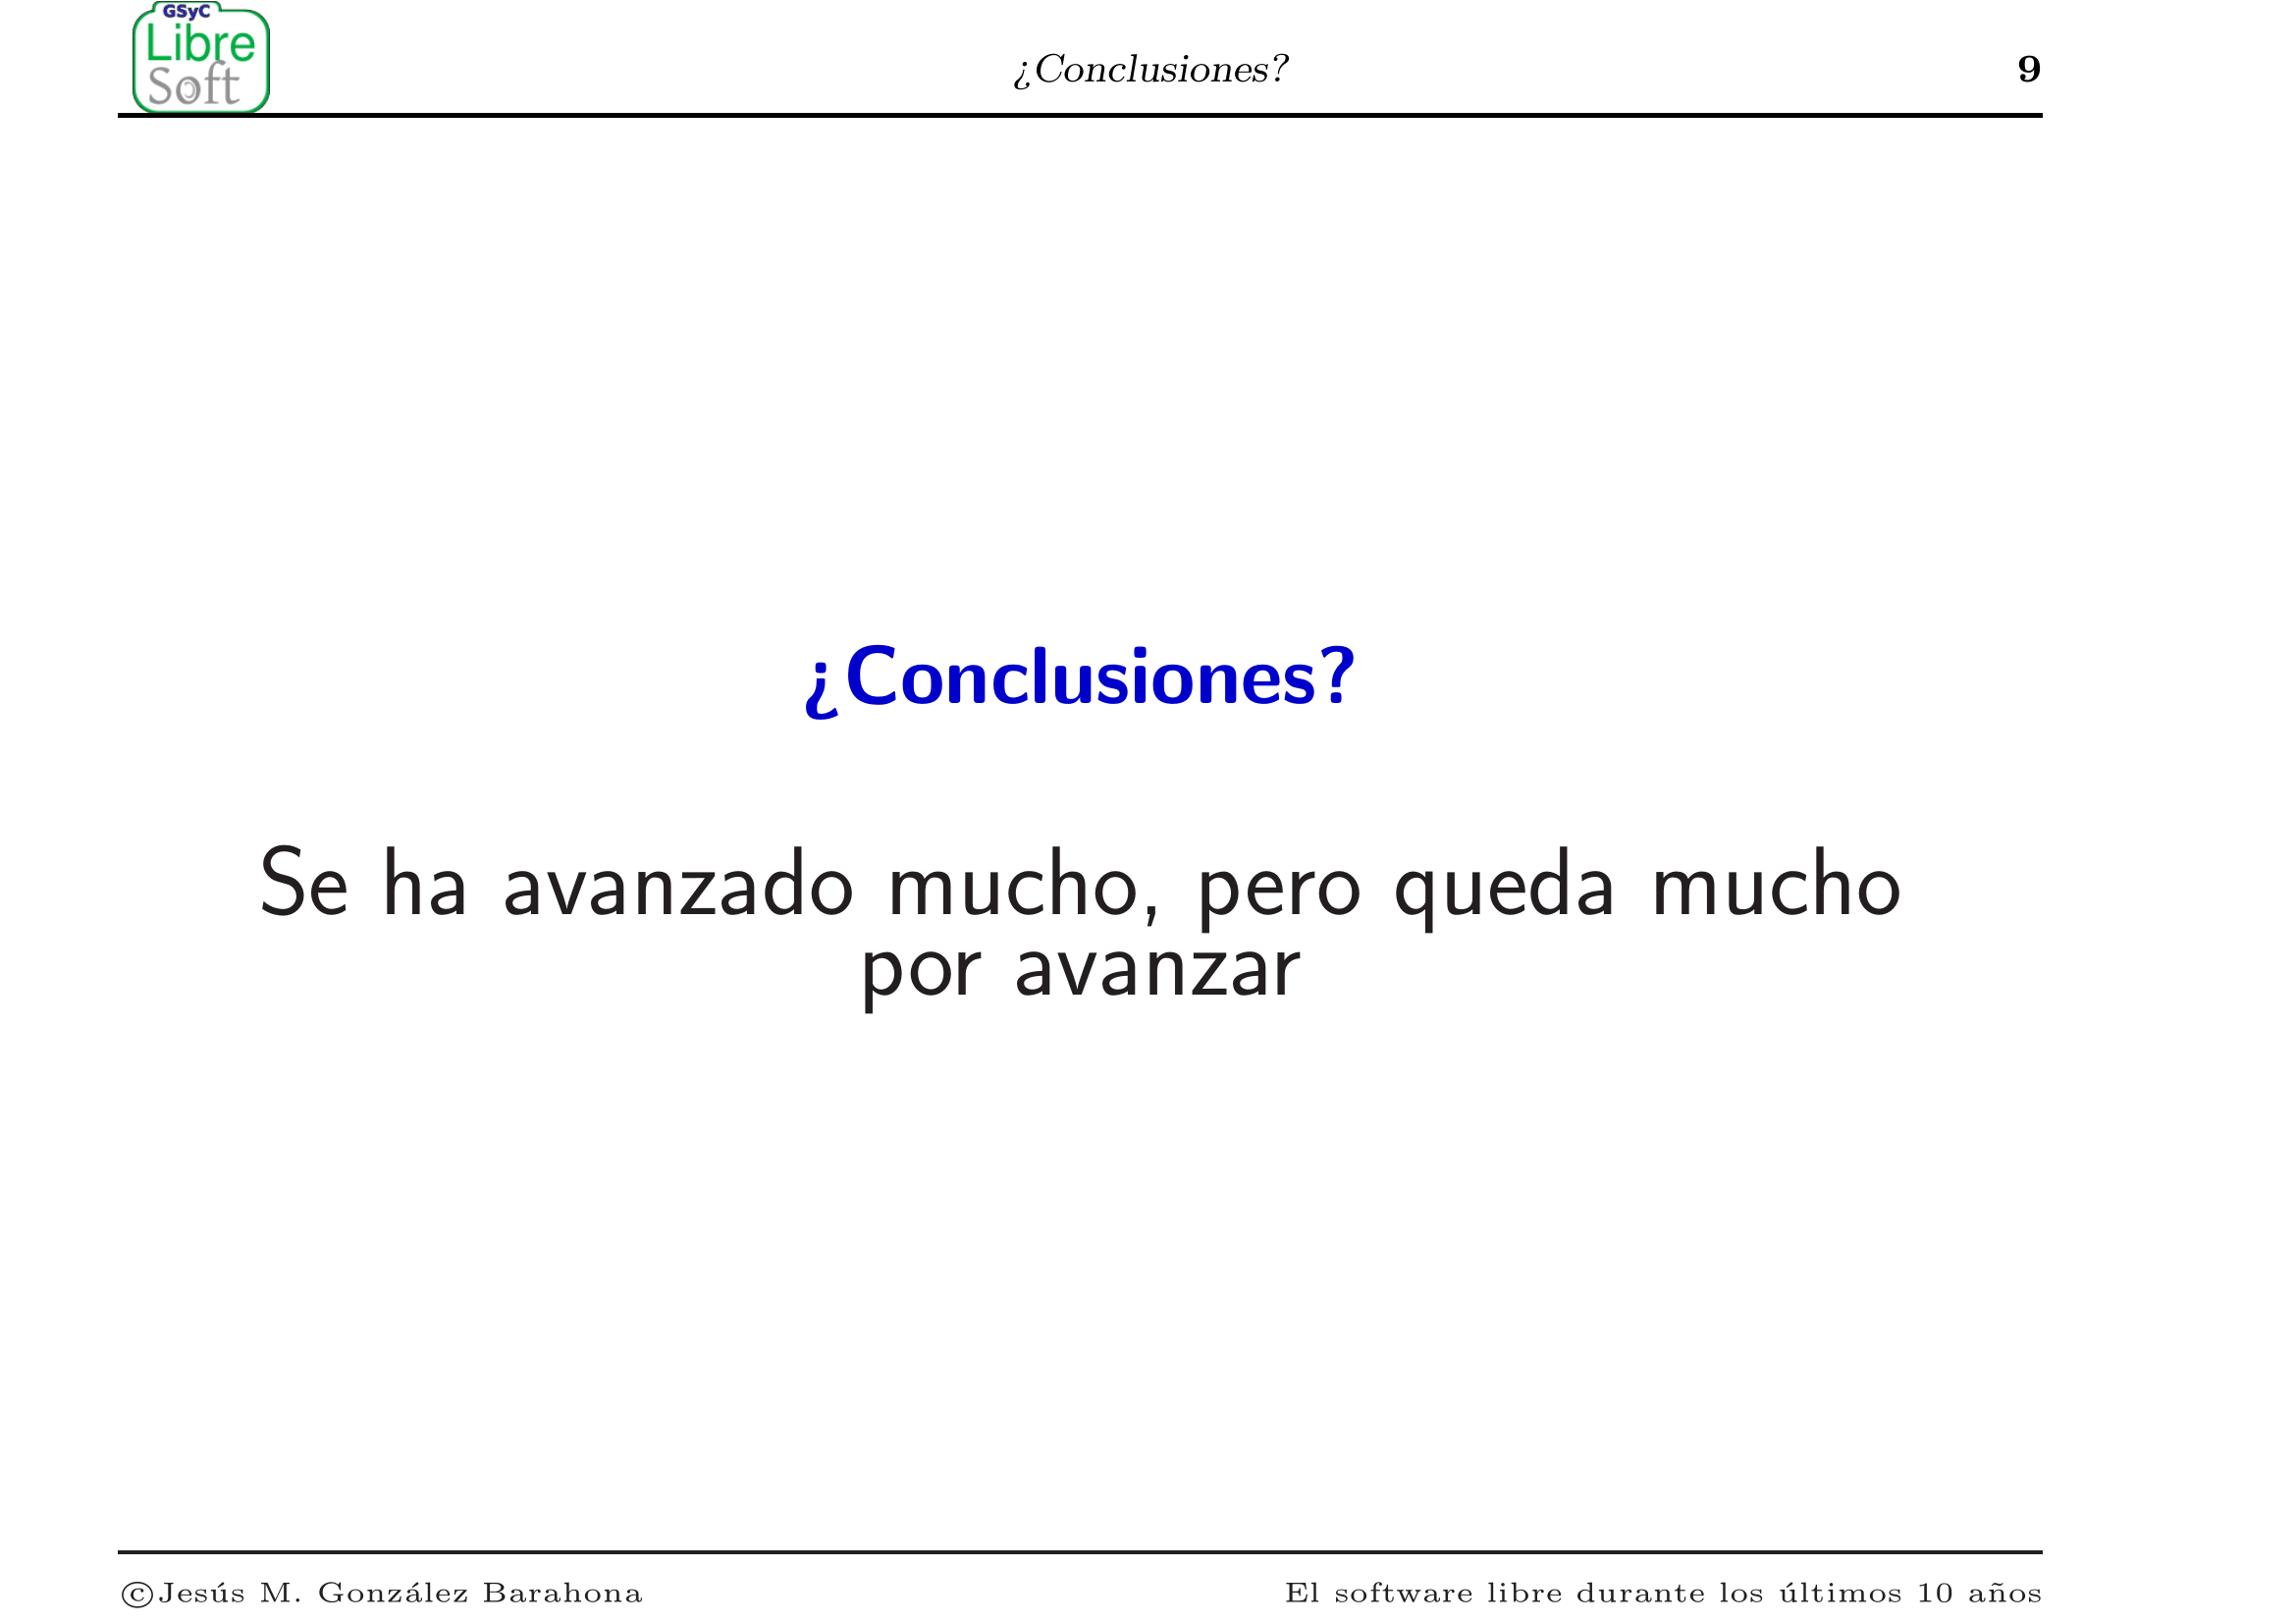 GSyC
Libre
Soft
¿Conclusiones?
9
¿Conclusiones?
Se ha avanzado mucho, pero queda mucho
por avanzar
©Jesús M. González Barahona
El software libre durante los últimos 10 años